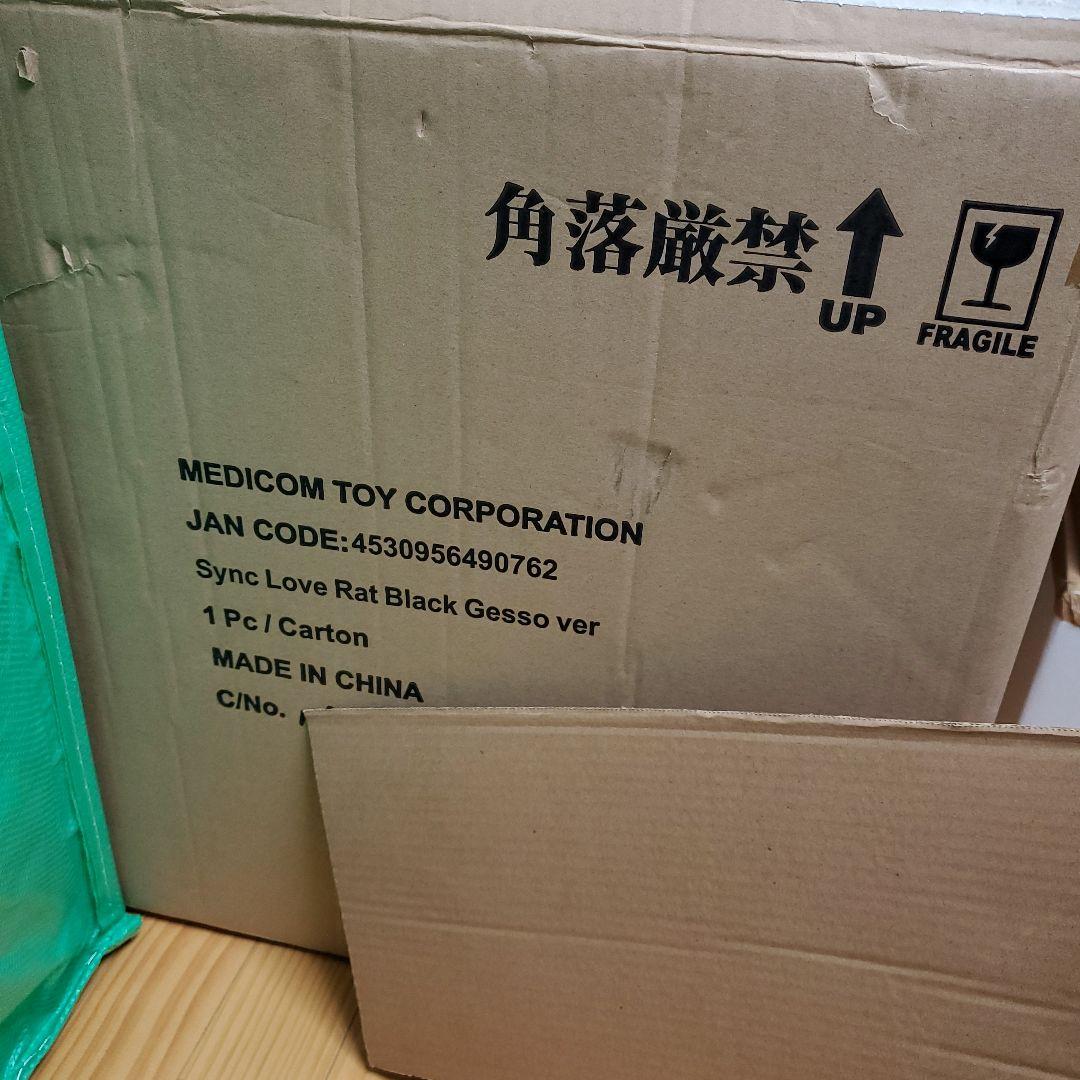 角落厳禁
UP
FRAGILE
MEDICOM TOY CORPORATION
JAN CODE:4530956490762
Sync Love Rat Black Gesso ver
1 Pc / Carton
MADE IN CHINA
C/No.